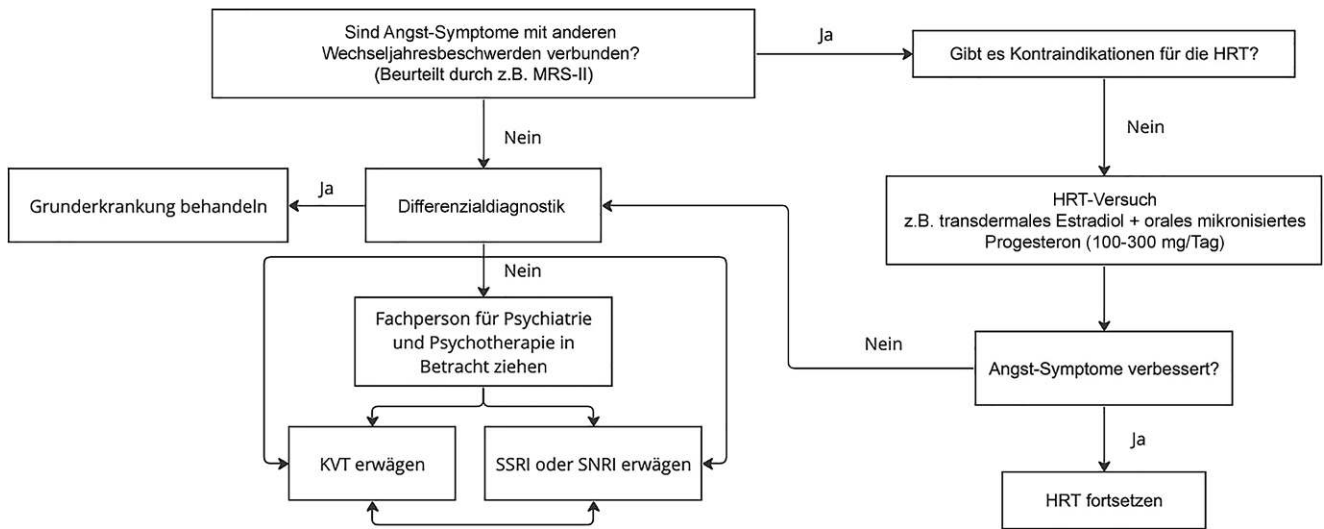 Sind Angst-Symptome mit anderen
Wechseljahresbeschwerden verbunden?
(Beurteilt durch z.B. MRS-II)
Ja
Gibt es Kontraindikationen für die HRT?
Nein
Nein
Grunderkrankung behandeln
Ja
Differenzialdiagnostik
HRT-Versuch
z.B. transdermales Estradiol + orales mikronisiertes
Progesteron (100-300 mg/Tag)
Nein
Fachperson für Psychiatrie
und Psychotherapie in
Betracht ziehen
Nein
Angst-Symptome verbessert?
Ja
KVT erwägen
SSRI oder SNRI erwägen
HRT fortsetzen